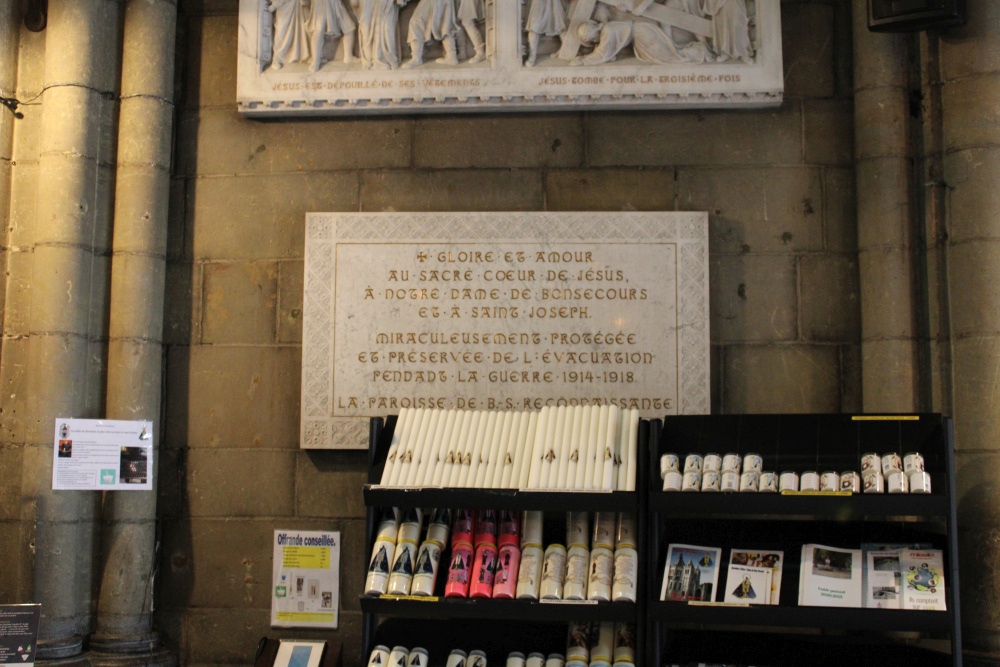 JÉSUS·EST·DÉPOUILLÉ·DE·SES·VÊTEMENTS
JÉSUS·TOMBE·POUR·LA·TROISIÈME·FOIS
✠·GLOIRE·ET·AMOUR
AU·SACRÉ·CŒUR·DE·JÉSUS,
À·NOTRE·DAME·DE·BONSECOURS
ET·À·SAINT·JOSEPH.
MIRACULEUSEMENT·PROTÉGÉE
ET·PRÉSERVÉE·DE·L'ÉVACUATION
PENDANT·LA·GUERRE·1914-1918
LA·PAROISSE·DE·B·S·RECONNAISSANTE
Offrande conseillée.